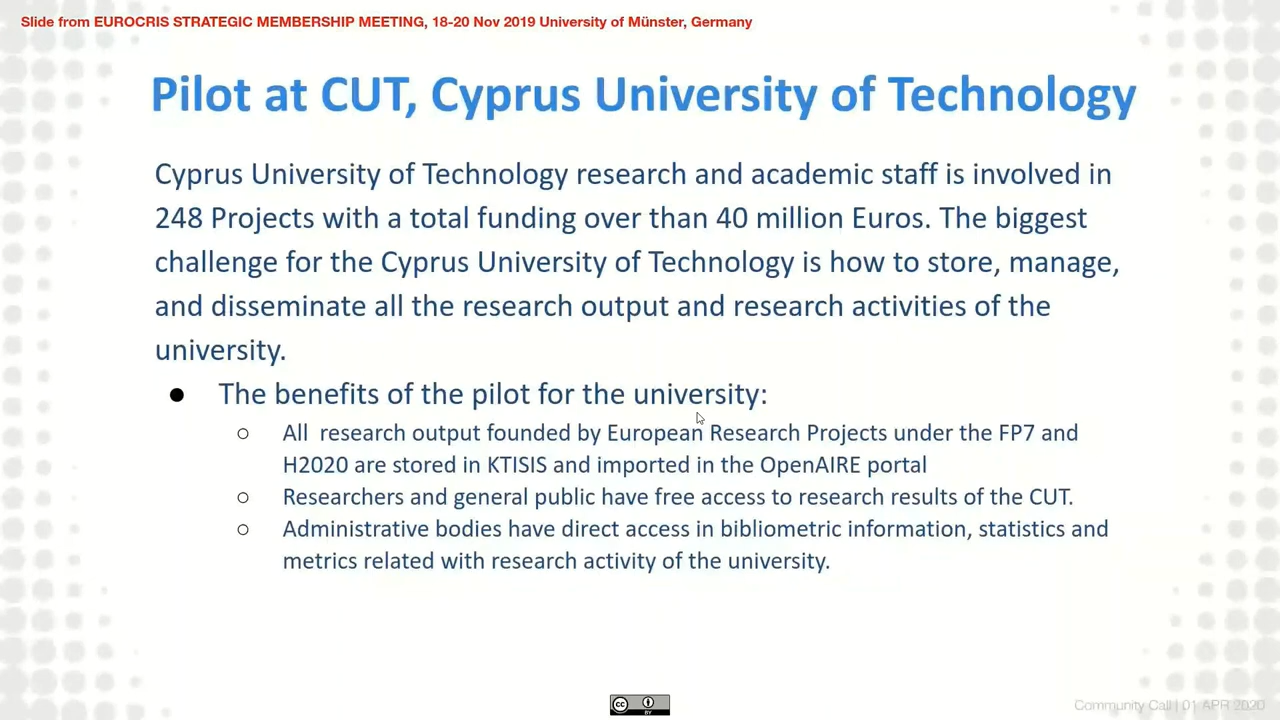 Slide from EUROCRIS STRATEGIC MEMBERSHIP MEETING, 18-20 Nov 2019 University of Münster, Germany
Pilot at CUT, Cyprus University of Technology
Cyprus University of Technology research and academic staff is involved in
248 Projects with a total funding over than 40 million Euros. The biggest
challenge for the Cyprus University of Technology is how to store, manage,
and disseminate all the research output and research activities of the
university.
● The benefits of the pilot for the university:
○ All  research output founded by European Research Projects under the FP7 and
H2020 are stored in KTISIS and imported in the OpenAIRE portal
○ Researchers and general public have free access to research results of the CUT.
○ Administrative bodies have direct access in bibliometric information, statistics and
metrics related with research activity of the university.
cc BY
Community Call | 01 APR 2020